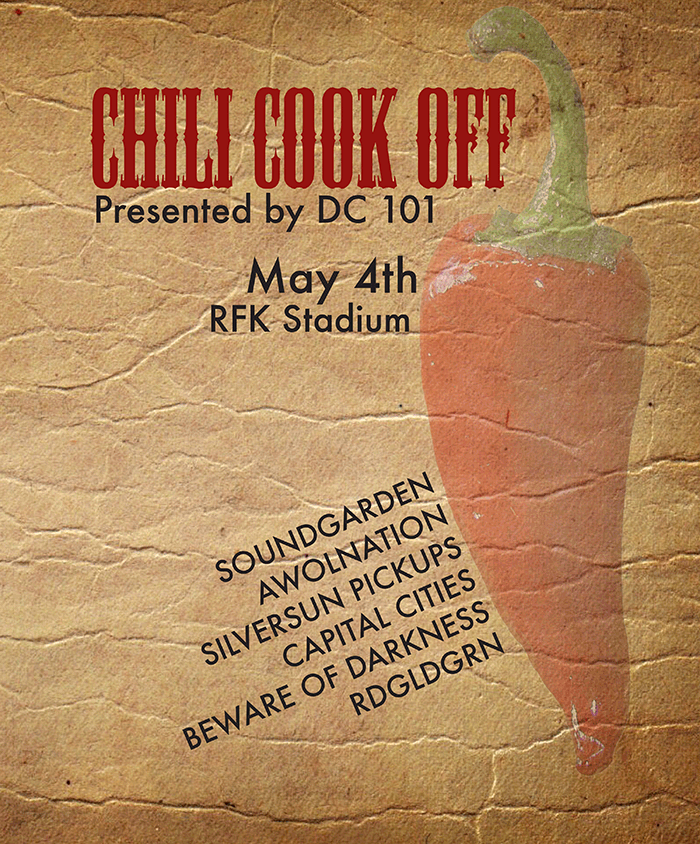 CHILI COOK OFF
Presented by DC 101
May 4th
RFK Stadium
SOUNDGARDEN
AWOLNATION
SILVERSUN PICKUPS
CAPITAL CITIES
BEWARE OF DARKNESS
RDGLDGRN